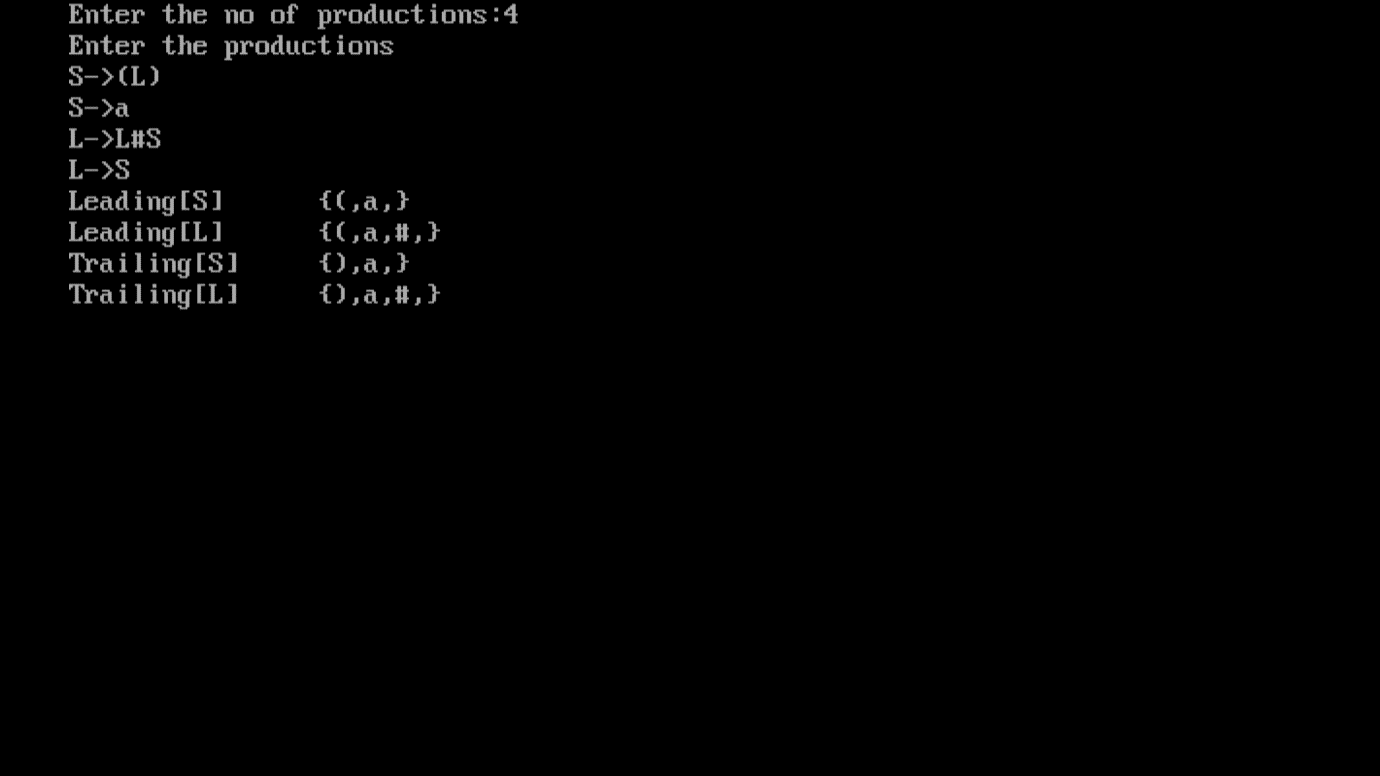 Enter the no of productions:4
Enter the productions
S->(L)
S->a
L->L#S
L->S
Leading[S] {(,a,}
Leading[L] {(,a,#,}
Trailing[S] {),a,}
Trailing[L] {),a,#,}